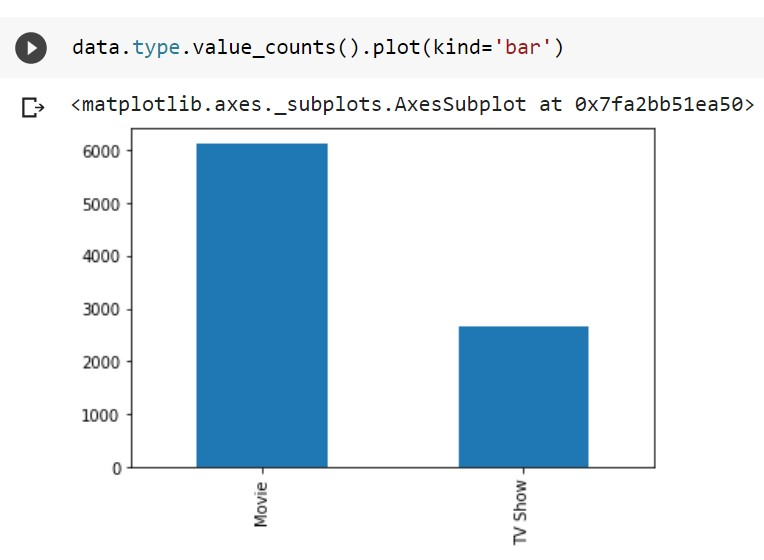 data.type.value_counts().plot(kind='bar')
<matplotlib.axes._subplots.AxesSubplot at 0x7fa2bb51ea50>
6000
5000
4000
3000
2000
1000
0
Movie
TV Show